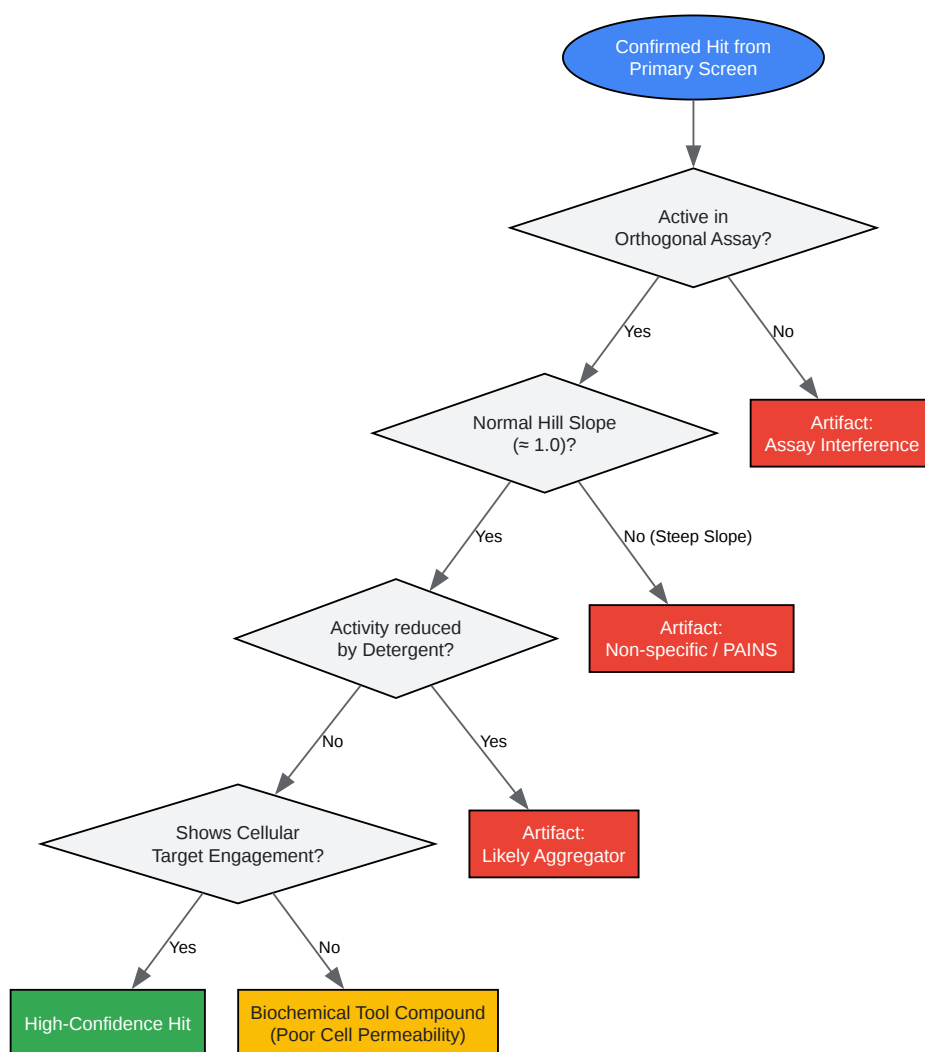 Confirmed Hit from
Primary Screen
Active in
Orthogonal Assay?
Yes
No
Normal Hill Slope
(≈ 1.0)?
Artifact:
Assay Interference
Yes
No (Steep Slope)
Activity reduced
by Detergent?
Artifact:
Non-specific / PAINS
No
Yes
Shows Cellular
Target Engagement?
Artifact:
Likely Aggregator
Yes
No
High-Confidence Hit
Biochemical Tool Compound
(Poor Cell Permeability)